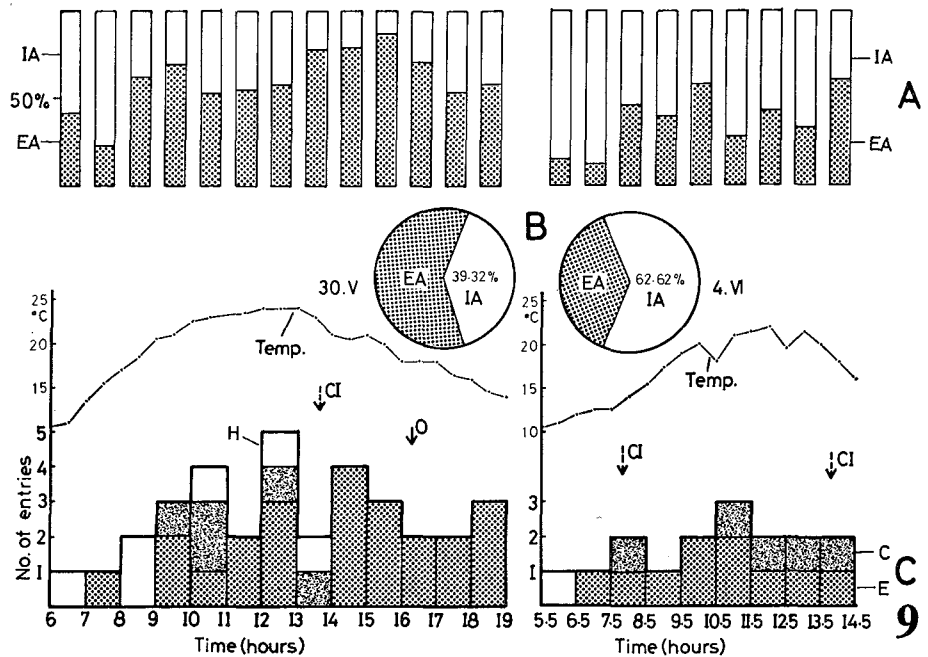 IA
50%
EA
IA
EA
A
B
30.V
EA
39·32%
IA
EA
62·62%
IA
4.VI
25
°C
20
15
10
Temp.
CI
O
H
5
4
3
2
1
No. of entries
6 7 8 9 10 11 12 13 14 15 16 17 18 19
Time (hours)
25
°C
20
15
10
Temp.
CI
CI
3
2
1
C
E
C
5·5 6·5 7·5 8·5 9·5 10·5 11·5 12·5 13·5 14·5
Time (hours)
9